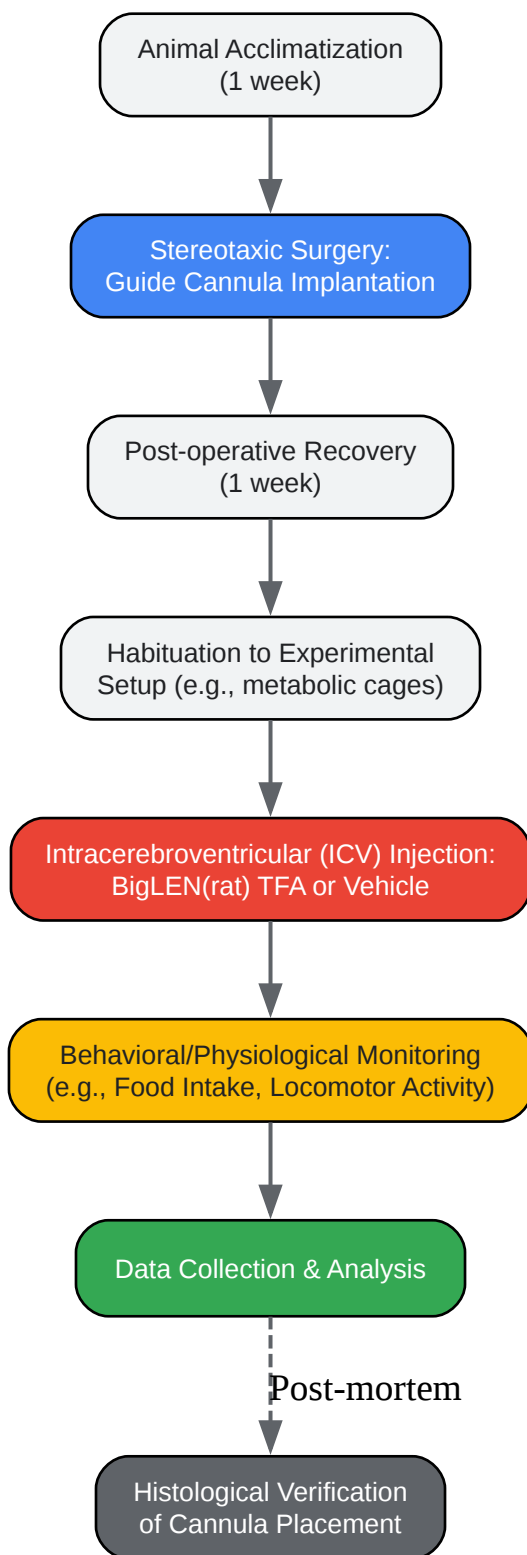 Animal Acclimatization
(1 week)
Stereotaxic Surgery:
Guide Cannula Implantation
Post-operative Recovery
(1 week)
Habituation to Experimental
Setup (e.g., metabolic cages)
Intracerebroventricular (ICV) Injection:
BigLEN(rat) TFA or Vehicle
Behavioral/Physiological Monitoring
(e.g., Food Intake, Locomotor Activity)
Data Collection & Analysis
Post-mortem
Histological Verification
of Cannula Placement